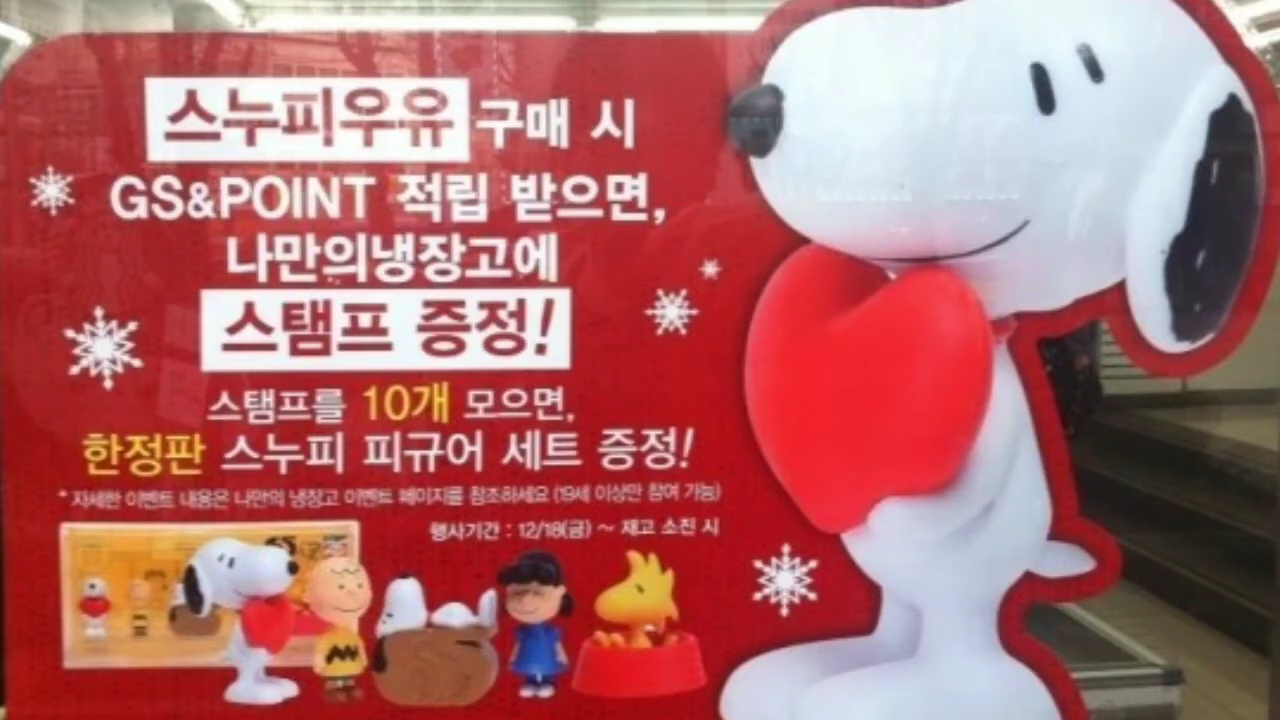 스누피우유 구매 시
GS&POINT 적립 받으면,
나만의냉장고에
스탬프 증정!
스탬프를 10개 모으면,
한정판 스누피 피규어 세트 증정!
* 자세한 이벤트 내용은 나만의 냉장고 이벤트 페이지를 참조하세요 (19세 이상만 참여 가능)
행사기간 : 12/18(금) ~ 재고 소진 시